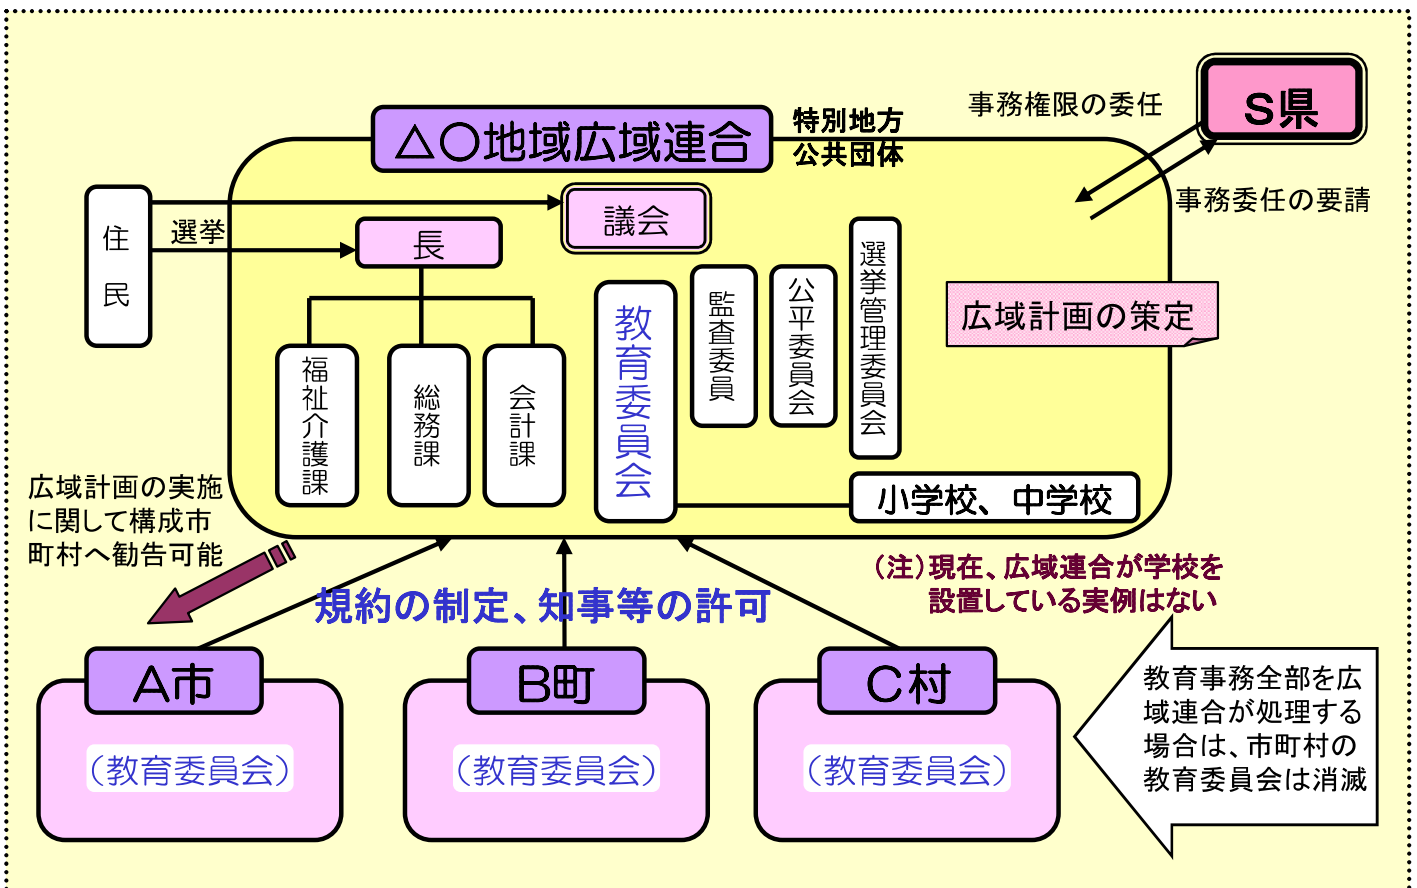 事務権限の委任
S県
△○地域広域連合
特別地方
公共団体
事務委任の要請
住民
選挙
議会
長
教育委員会
監査委員
公平委員会
選挙管理委員会
広域計画の策定
福祉介護課
総務課
会計課
小学校、中学校
広域計画の実施
に関して構成市
町村へ勧告可能
(注)現在、広域連合が学校を
設置している実例はない
規約の制定、知事等の許可
A市
B町
C村
(教育委員会)
(教育委員会)
(教育委員会)
教育事務全部を広
域連合が処理する
場合は、市町村の
教育委員会は消滅